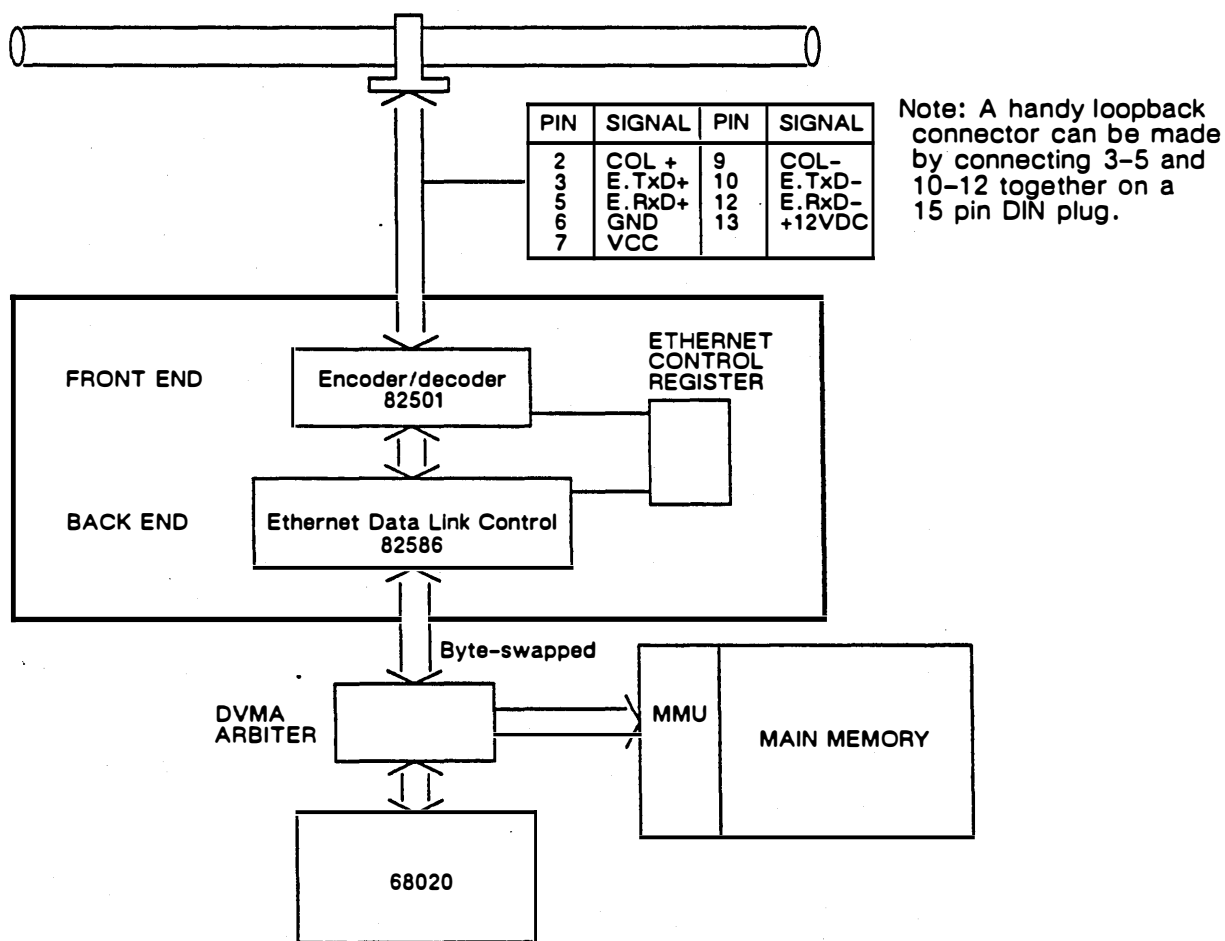 PIN SIGNAL PIN SIGNAL
2 COL + 9 COL-
3 E.TxD+ 10 E.TxD-
5 E.RxD+ 12 E.RxD-
6 GND 13 +12VDC
7 VCC
Note: A handy loopback
connector can be made
by connecting 3-5 and
10-12 together on a
15 pin DIN plug.
FRONT END
Encoder/decoder
82501
ETHERNET
CONTROL
REGISTER
BACK END
Ethernet Data Link Control
82586
Byte-swapped
DVMA
ARBITER
MMU
MAIN MEMORY
68020